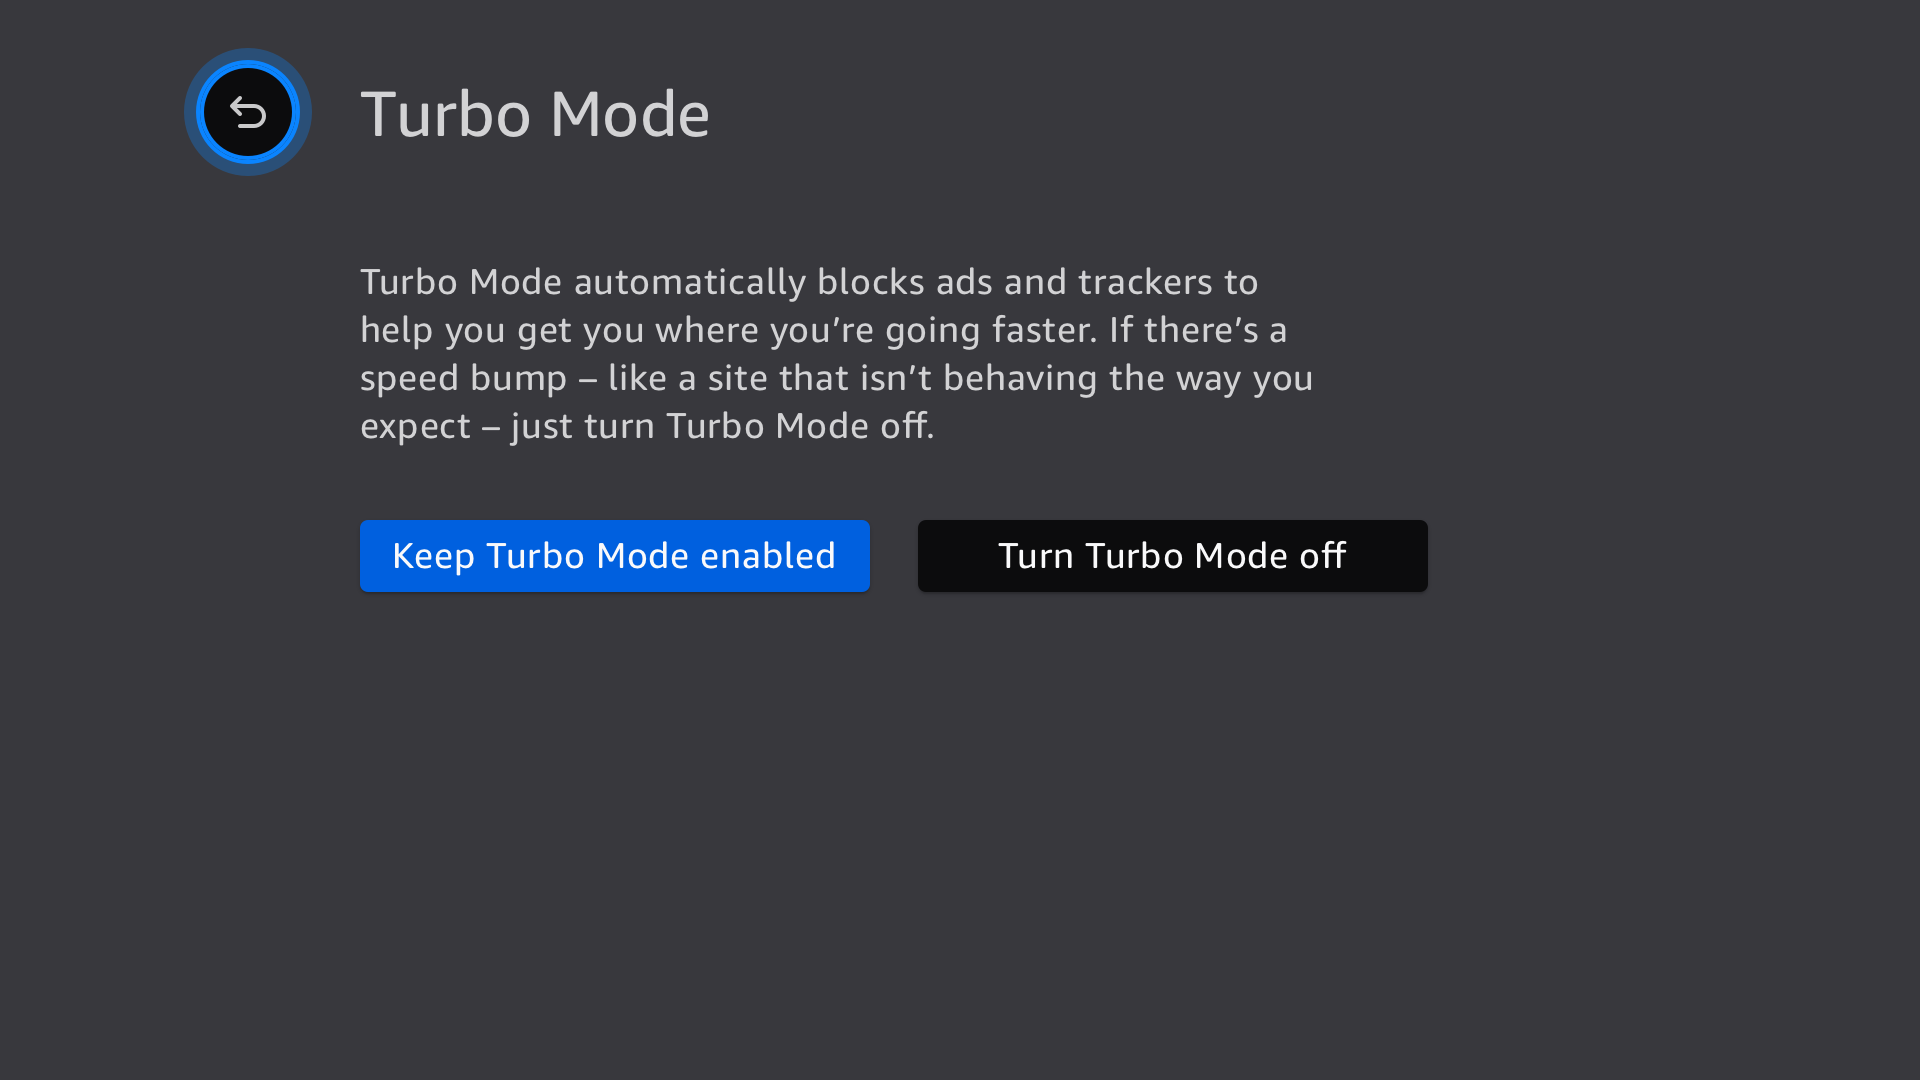 Turbo Mode
Turbo Mode automatically blocks ads and trackers to
help you get you where you’re going faster. If there’s a
speed bump – like a site that isn’t behaving the way you
expect – just turn Turbo Mode off.
Keep Turbo Mode enabled
Turn Turbo Mode off